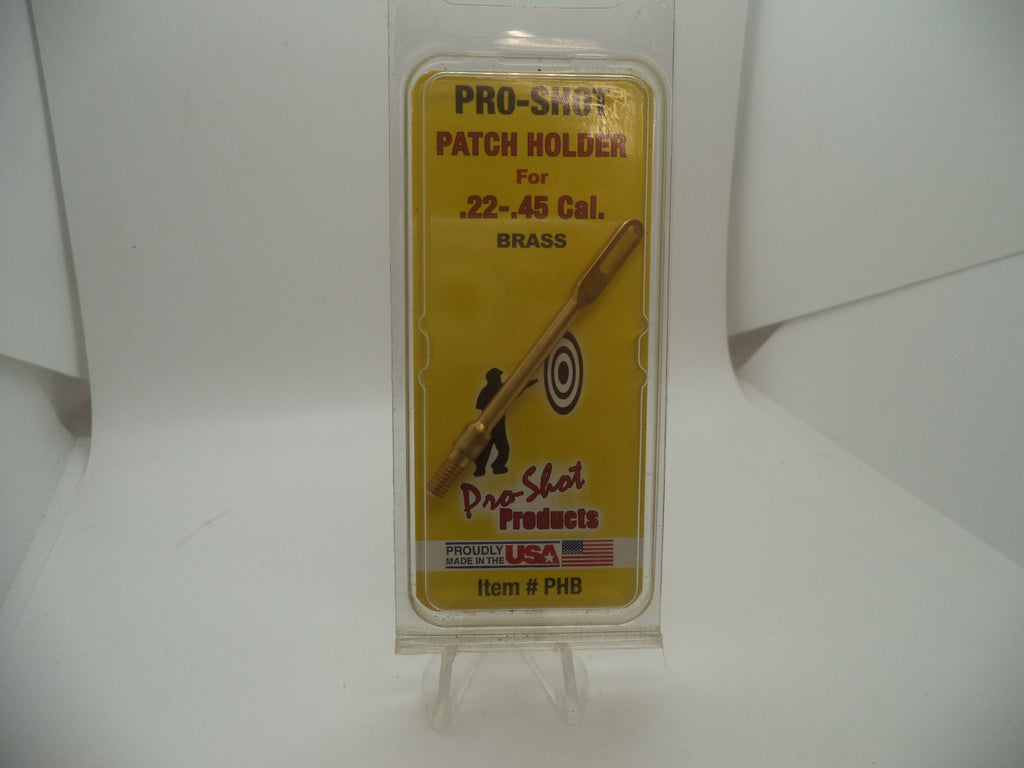 PRO-SHOT
PATCH HOLDER
For
.22-.45 Cal.
BRASS
Pro-Shot
Products
PROUDLY
MADE IN THE USA
Item # PHB